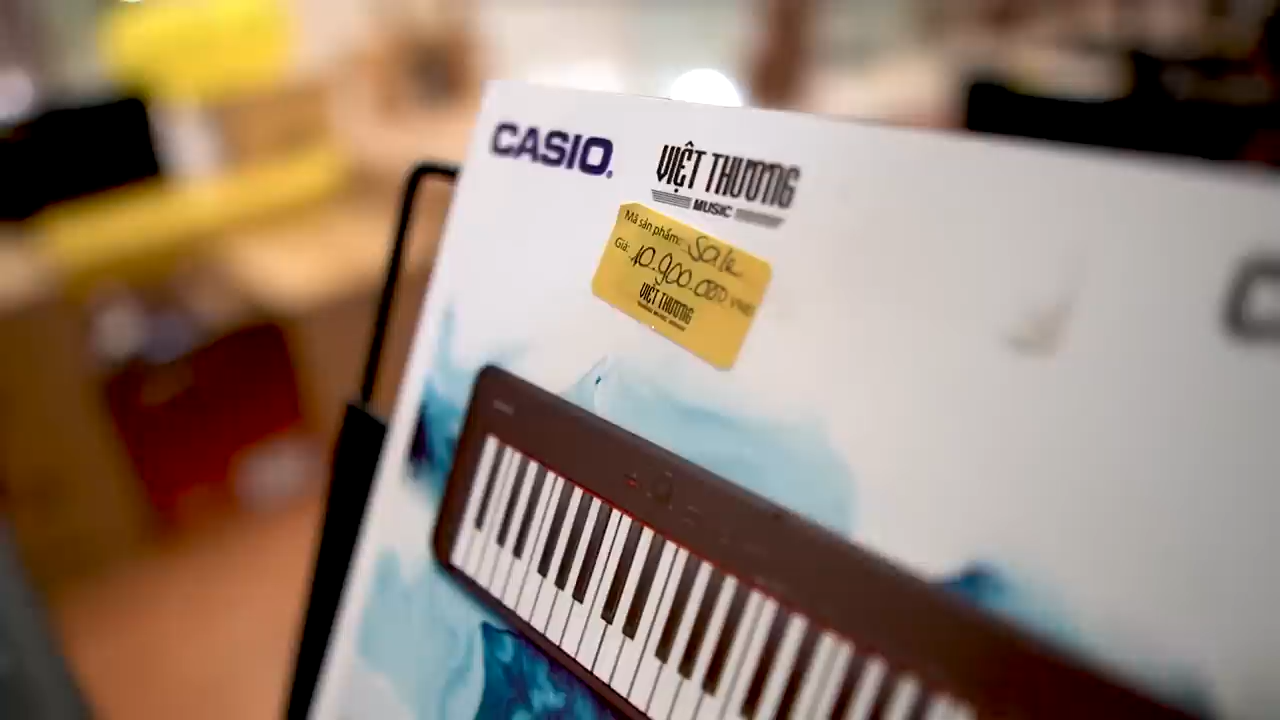 CASIO
VIỆT THƯƠNG
MUSIC
Mã sản phẩm: Sale
Giá: 10.900.000 VNĐ
VIỆT THƯƠNG